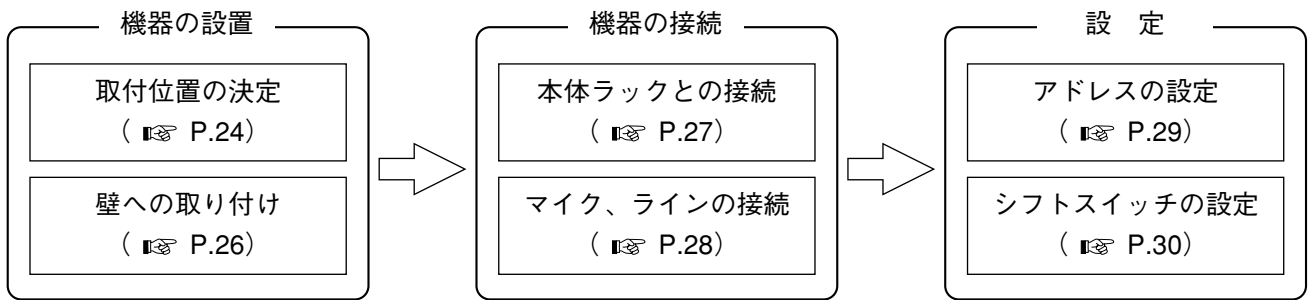 機器の設置
取付位置の決定
（ ☞ P.24）
壁への取り付け
（ ☞ P.26）
機器の接続
本体ラックとの接続
（ ☞ P.27）
マイク、ラインの接続
（ ☞ P.28）
設　定
アドレスの設定
（ ☞ P.29）
シフトスイッチの設定
（ ☞ P.30）